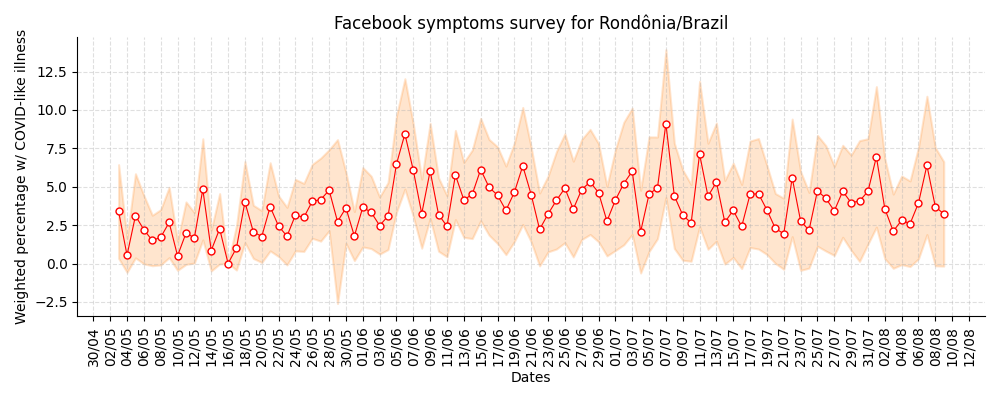 Facebook symptoms survey for Rondônia/Brazil
Weighted percentage w/ COVID-like illness
12.5
10.0
7.5
5.0
2.5
0.0
−2.5
30/04 02/05 04/05 06/05 08/05 10/05 12/05 14/05 16/05 18/05 20/05 22/05 24/05 26/05 28/05 30/05 01/06 03/06 05/06 07/06 09/06 11/06 13/06 15/06 17/06 19/06 21/06 23/06 25/06 27/06 29/06 01/07 03/07 05/07 07/07 09/07 11/07 13/07 15/07 17/07 19/07 21/07 23/07 25/07 27/07 29/07 31/07 02/08 04/08 06/08 08/08 10/08 12/08
Dates